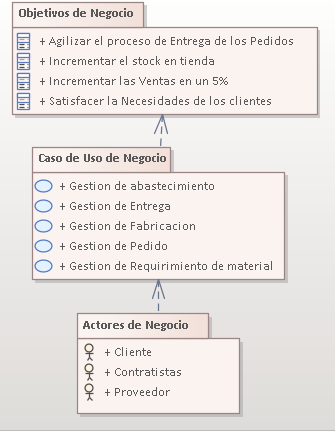 Objetivos de Negocio
+ Agilizar el proceso de Entrega de los Pedidos
+ Incrementar el stock en tienda
+ Incrementar las Ventas en un 5%
+ Satisfacer la Necesidades de los clientes
Caso de Uso de Negocio
+ Gestion de abastecimiento
+ Gestion de Entrega
+ Gestion de Fabricacion
+ Gestion de Pedido
+ Gestion de Requirimiento de material
Actores de Negocio
+ Cliente
+ Contratistas
+ Proveedor